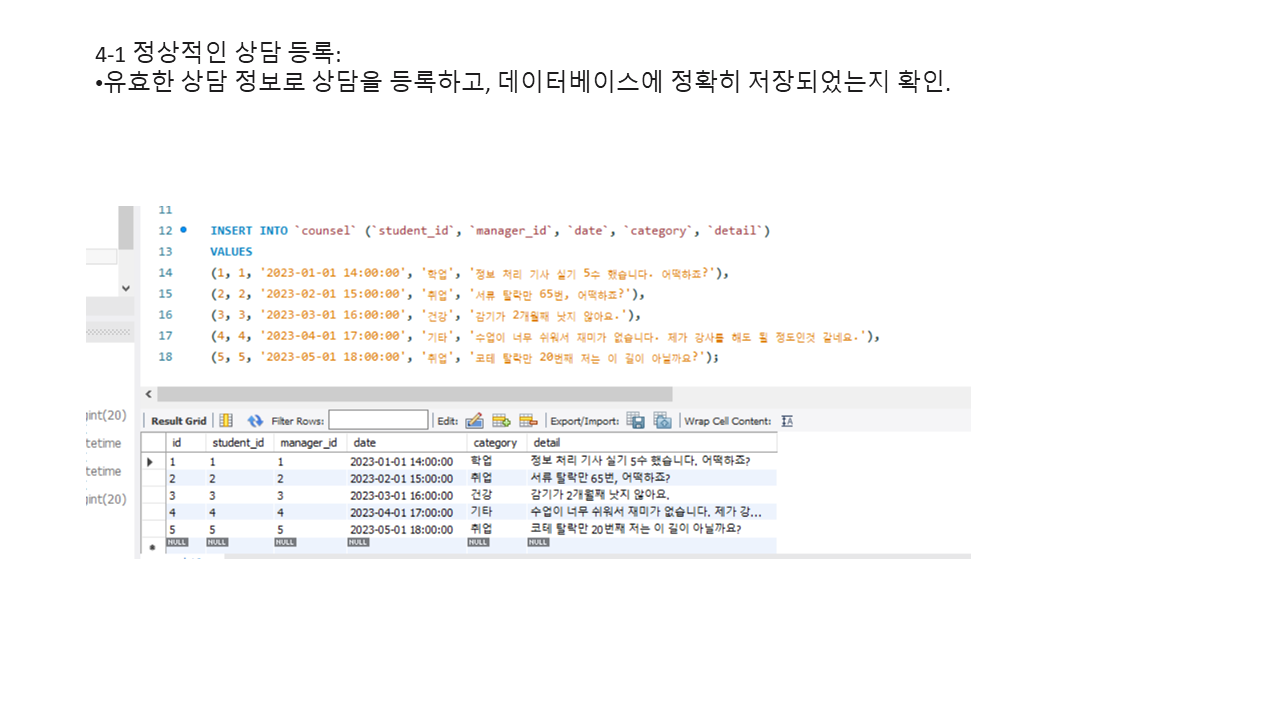 4-1 정상적인 상담 등록:
•유효한 상담 정보로 상담을 등록하고, 데이터베이스에 정확히 저장되었는지 확인.
11
12 INSERT INTO `counsel` (`student_id`, `manager_id`, `date`, `category`, `detail`)
13 VALUES
14 (1, 1, '2023-01-01 14:00:00', '학업', '정보 처리 기사 실기 5수 했습니다. 어떡하죠?'),
15 (2, 2, '2023-02-01 15:00:00', '취업', '서류 탈락만 65번, 어떡하죠?'),
16 (3, 3, '2023-03-01 16:00:00', '건강', '감기가 2개월째 낫지 않아요.'),
17 (4, 4, '2023-04-01 17:00:00', '기타', '수업이 너무 쉬워서 재미가 없습니다. 제가 강사를 해도 될 정도인것 같네요.'),
18 (5, 5, '2023-05-01 18:00:00', '취업', '코테 탈락만 20번째 저는 이 길이 아닐까요?');
gint(20)
tetime
tetime
gint(20)
Result Grid Filter Rows: Edit: Export/Import: Wrap Cell Content:
id student_id manager_id date category detail
1 1 1 2023-01-01 14:00:00 학업 정보 처리 기사 실기 5수 했습니다. 어떡하죠?
2 2 2 2023-02-01 15:00:00 취업 서류 탈락만 65번, 어떡하죠?
3 3 3 2023-03-01 16:00:00 건강 감기가 2개월째 낫지 않아요.
4 4 4 2023-04-01 17:00:00 기타 수업이 너무 쉬워서 재미가 없습니다. 제가 강...
5 5 5 2023-05-01 18:00:00 취업 코테 탈락만 20번째 저는 이 길이 아닐까요?
NULL NULL NULL NULL NULL NULL